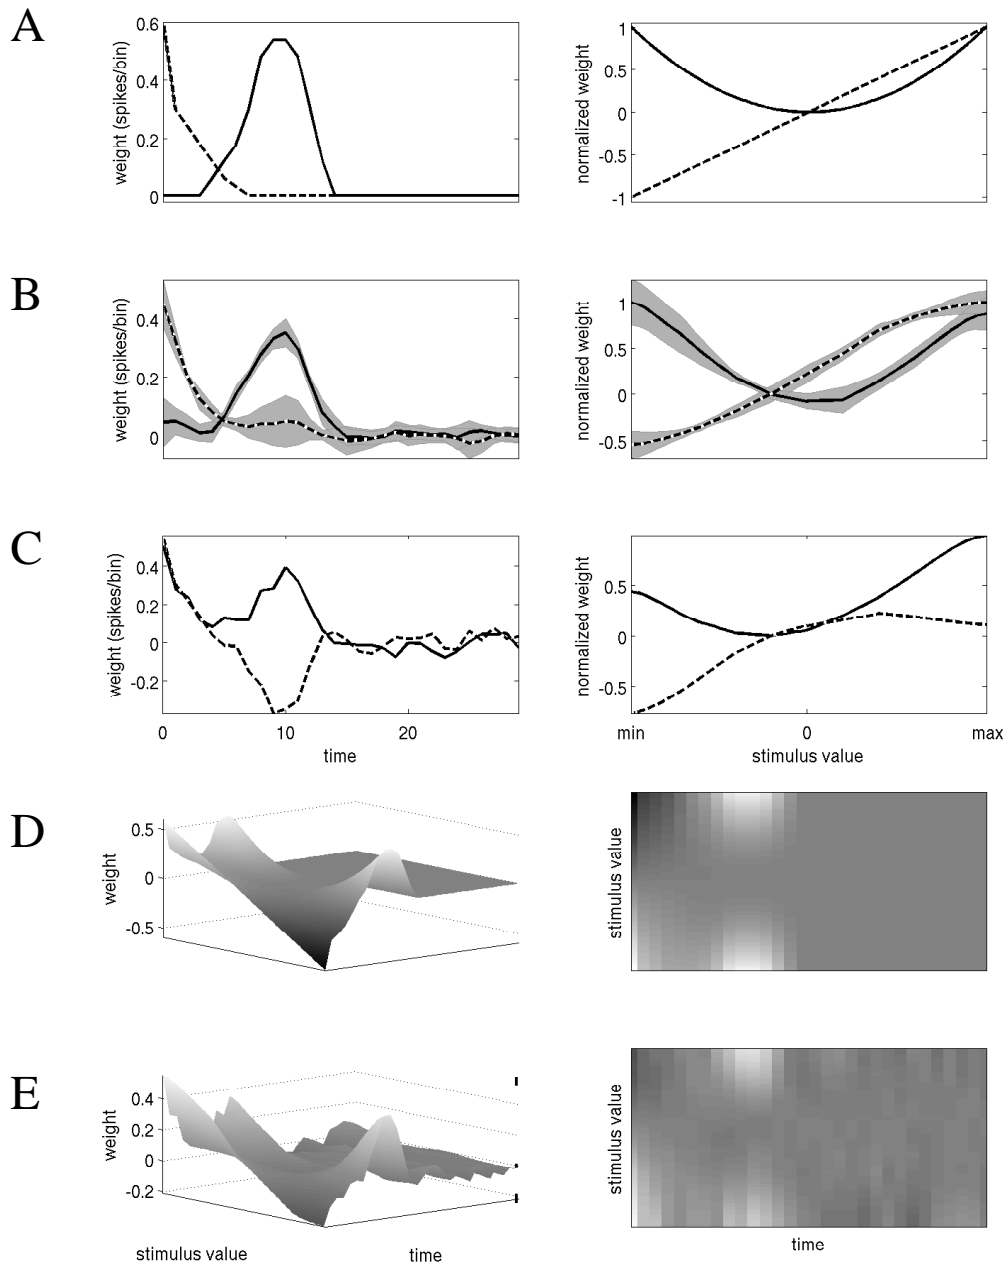 A
weight (spikes/bin)
0.6
0.4
0.2
0
normalized weight
1
0.5
0
-0.5
-1
B
weight (spikes/bin)
0.4
0.2
0
normalized weight
1
0.5
0
-0.5
C
weight (spikes/bin)
0.4
0.2
0
-0.2
0
10
20
time
normalized weight
0.5
0
-0.5
min
0
max
stimulus value
D
weight
0.5
0
-0.5
stimulus value
E
weight
0.4
0.2
0
-0.2
stimulus value
time
stimulus value
time